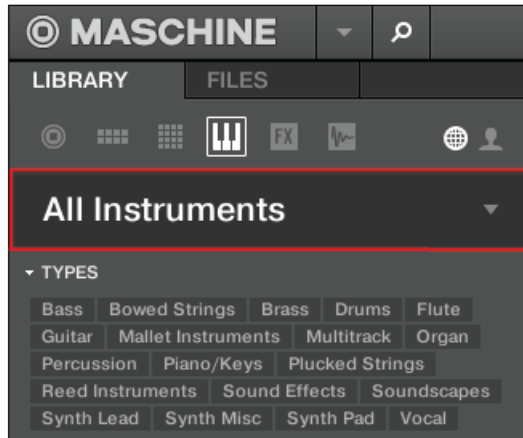 MASCHINE
LIBRARY FILES
FX
All Instruments
TYPES
Bass Bowed Strings Brass Drums Flute
Guitar Mallet Instruments Multitrack Organ
Percussion Piano/Keys Plucked Strings
Reed Instruments Sound Effects Soundscapes
Synth Lead Synth Misc Synth Pad Vocal